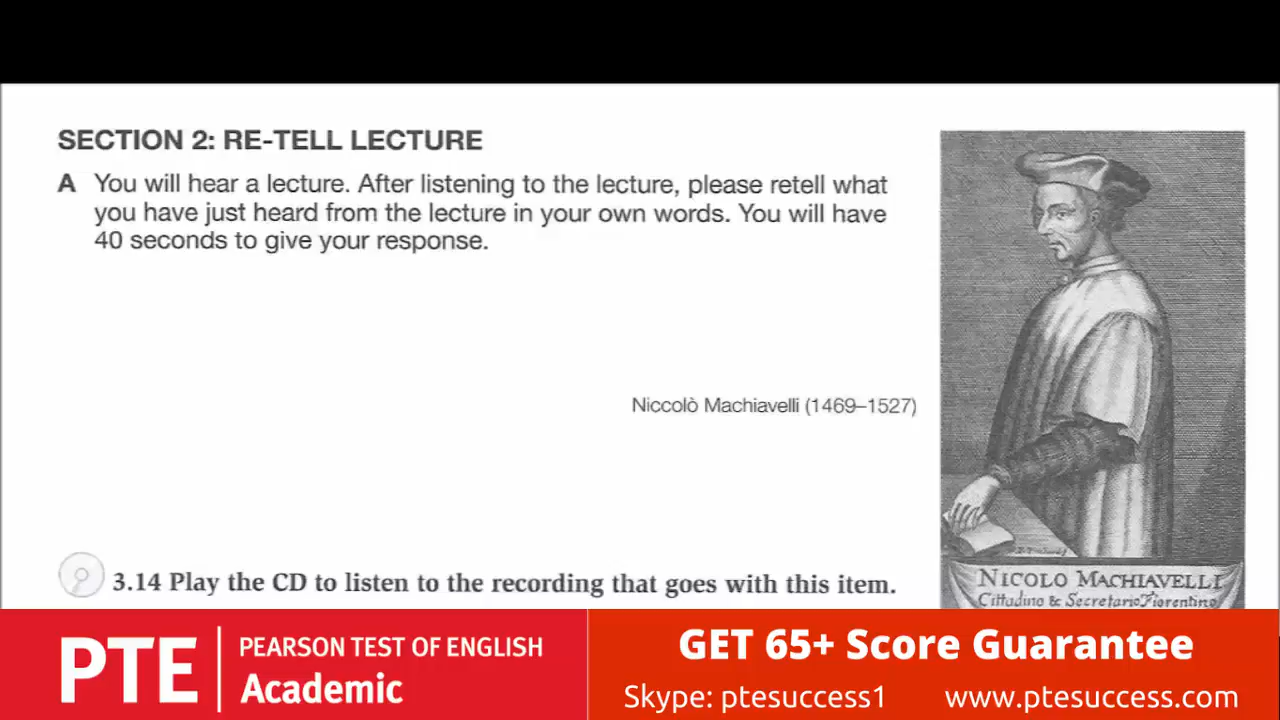 SECTION 2: RE-TELL LECTURE
A You will hear a lecture. After listening to the lecture, please retell what
you have just heard from the lecture in your own words. You will have
40 seconds to give your response.
Niccolò Machiavelli (1469–1527)
NICOLO MACHIAVELLI
Cittadino & Secretario Fiorentino
3.14 Play the CD to listen to the recording that goes with this item.
PTE
PEARSON TEST OF ENGLISH
Academic
GET 65+ Score Guarantee
Skype: ptesuccess1 www.ptesuccess.com